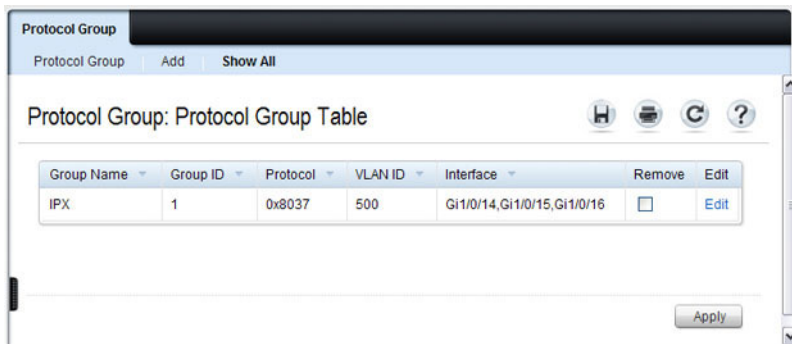 Protocol Group
Protocol Group Add Show All
Protocol Group: Protocol Group Table
Group Name Group ID Protocol VLAN ID Interface Remove Edit
IPX 1 0x8037 500 Gi1/0/14,Gi1/0/15,Gi1/0/16 Edit
Apply